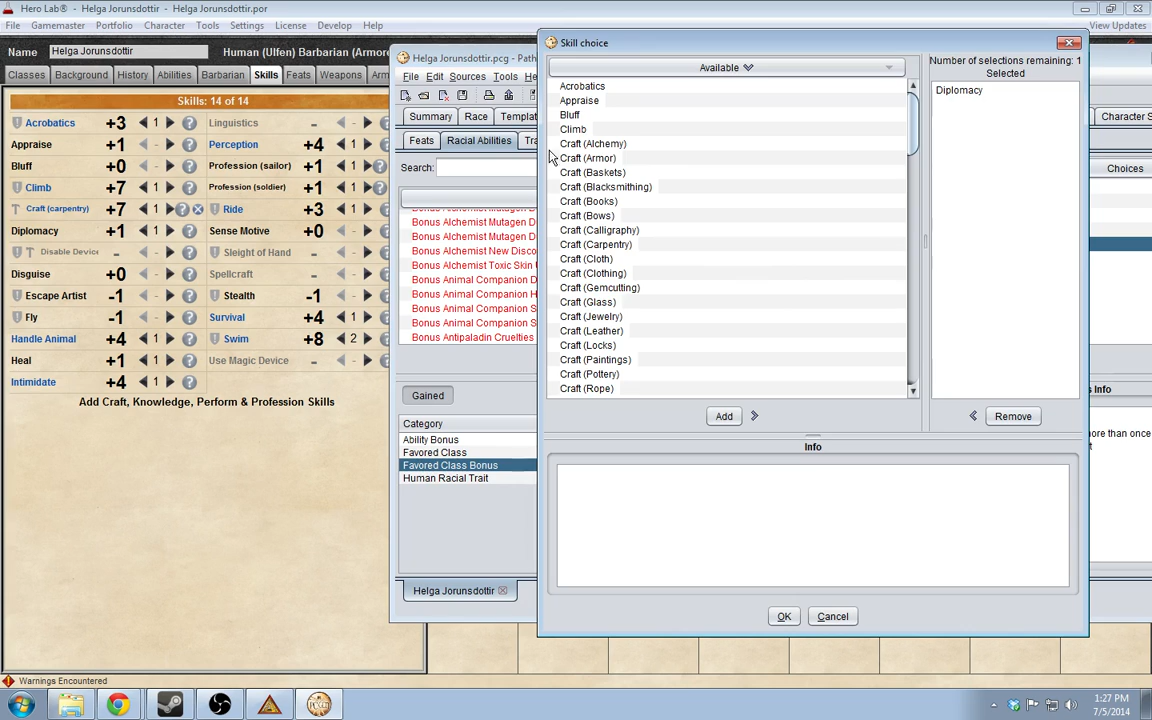 Hero Lab® - Helga Jorunsdottir - Helga Jorunsdottir.por
File Gamemaster Portfolio Character Tools Settings License Develop Help View Updates
Name Helga Jorunsdottir Human (Ulfen) Barbarian (Armore
Classes Background History Abilities Barbarian Skills Feats Weapons Arm
Skills: 14 of 14
Acrobatics +3 1 ? Linguistics - ?
Appraise +1 - ? Perception +4 1 ?
Bluff +0 - ? Profession (sailor) +1 1 ?
Climb +7 1 ? Profession (soldier) +1 1 ?
Craft (carpentry) +7 1 ? Ride +3 1 ?
Diplomacy +1 1 ? Sense Motive +0 - ?
Disable Device - - ? Sleight of Hand - - ?
Disguise +0 - ? Spellcraft - - ?
Escape Artist -1 - ? Stealth -1 - ?
Fly -1 - ? Survival +4 1 ?
Handle Animal +4 1 ? Swim +8 2 ?
Heal +1 - ? Use Magic Device - - ?
Intimidate +4 1 ?
Add Craft, Knowledge, Perform & Profession Skills
Warnings Encountered
Helga Jorunsdottir.pcg - Path
File Edit Sources Tools
Summary Race Templat
Character S
Feats Racial Abilities Tra
Search:
Choices
Bonus Alchemist Mutagen D
Bonus Alchemist Mutagen D
Bonus Alchemist New Disco
Bonus Alchemist Toxic Skin
Bonus Animal Companion D
Bonus Animal Companion H
Bonus Animal Companion S
Bonus Animal Companion S
Bonus Antipaladin Cruelties
Gained
Category
Ability Bonus
Favored Class
Favored Class Bonus
Human Racial Trait
Info
ore than once
Helga Jorunsdottir
Skill choice
Available
Acrobatics
Appraise
Bluff
Climb
Craft (Alchemy)
Craft (Armor)
Craft (Baskets)
Craft (Blacksmithing)
Craft (Books)
Craft (Bows)
Craft (Calligraphy)
Craft (Carpentry)
Craft (Cloth)
Craft (Clothing)
Craft (Gemcutting)
Craft (Glass)
Craft (Jewelry)
Craft (Leather)
Craft (Locks)
Craft (Paintings)
Craft (Pottery)
Craft (Rope)
Number of selections remaining: 1
Selected
Diplomacy
Add
Remove
Info
OK Cancel
1:27 PM
7/5/2014